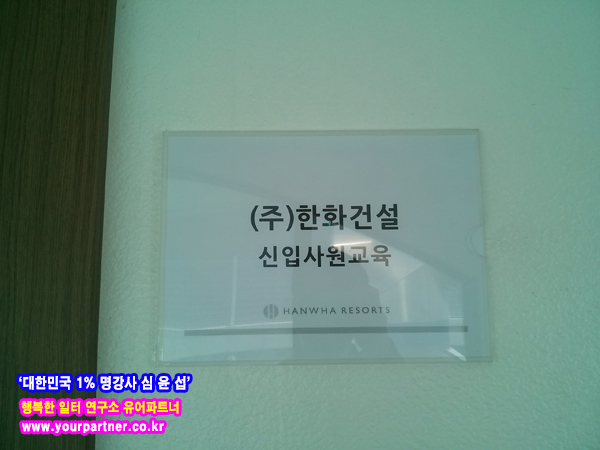 (주)한화건설
신입사원교육
HANWHA RESORTS
'대한민국 1% 명강사 심 윤 섭'
행복한 일터 연구소 유어파트너
www.yourpartner.co.kr